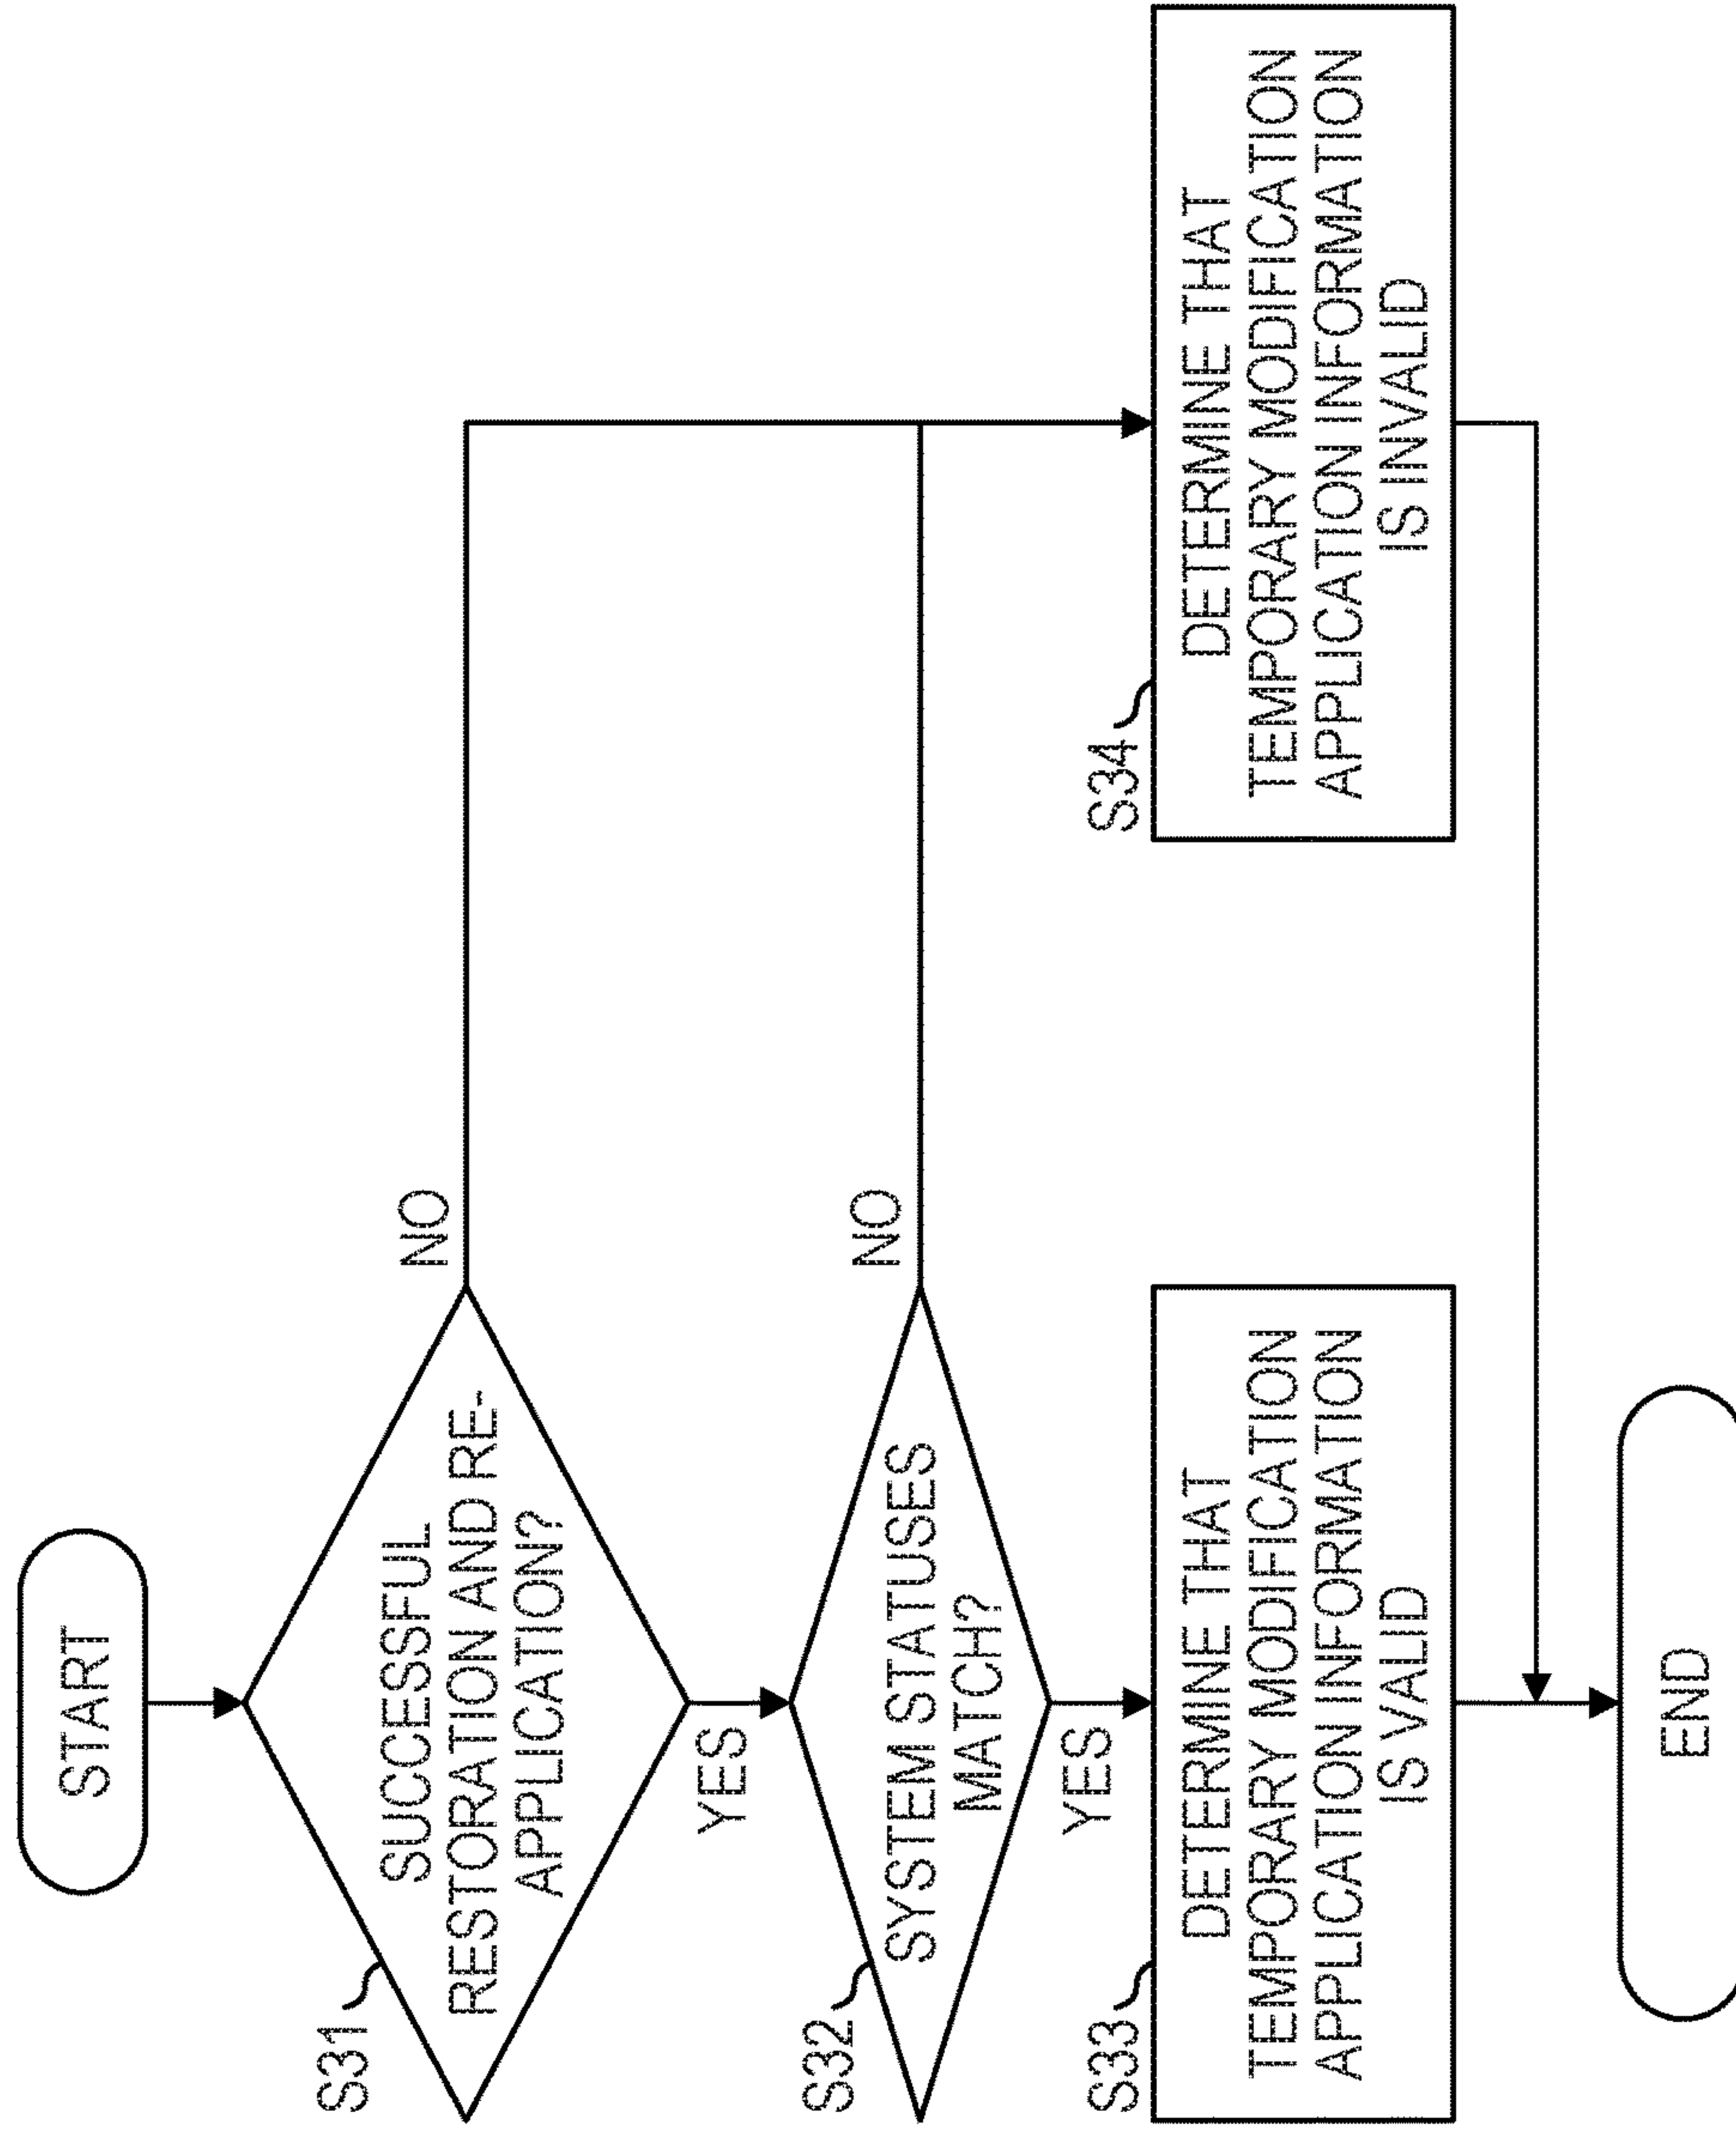 START
S31
SUCCESSFUL
RESTORATION AND RE-
APPLICATION?
NO
YES
S32
SYSTEM STATUSES
MATCH?
NO
YES
S33
DETERMINE THAT
TEMPORARY MODIFICATION
APPLICATION INFORMATION
IS VALID
S34
DETERMINE THAT
TEMPORARY MODIFICATION
APPLICATION INFORMATION
IS INVALID
END